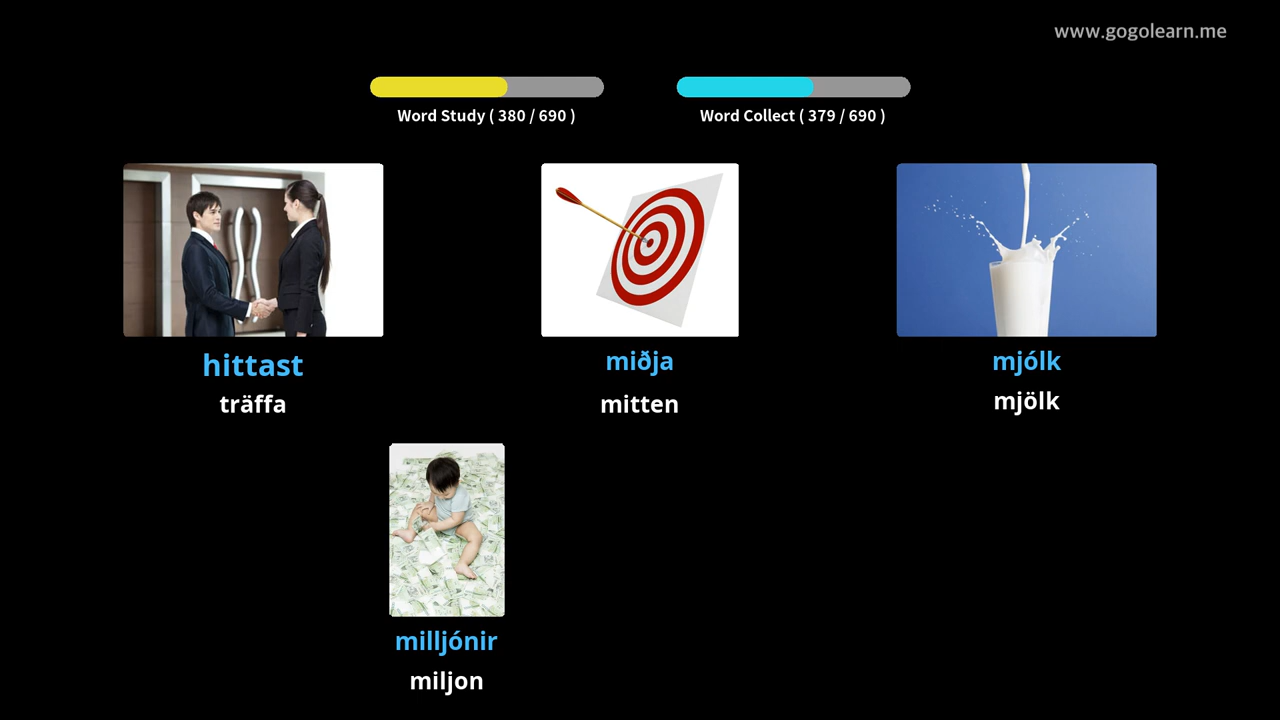 www.gogolearn.me
Word Study ( 380 / 690 )
Word Collect ( 379 / 690 )
hittast
träffa
miðja
mitten
mjólk
mjölk
milljónir
miljon